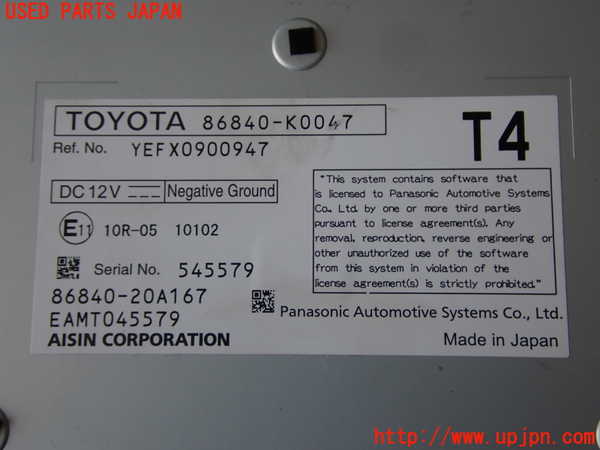 USED PARTS JAPAN
TOYOTA 86840-K0047
T4
Ref. No. YEFX0900947
DC 12V Negative Ground
E11 10R-05 10102
Serial No. 545579
86840-20A167
EAMT045579
AISIN CORPORATION
"This system contains software that
is licensed to Panasonic Automotive Systems
Co., Ltd. by one or more third parties
pursuant to license agreement(s). Any
removal, reproduction, reverse engineering or
other unauthorized use of the software
from this system in violation of the
license agreement(s) is strictly prohibited."
Panasonic Automotive Systems Co., Ltd.
Made in Japan
http://www.upjpn.com/